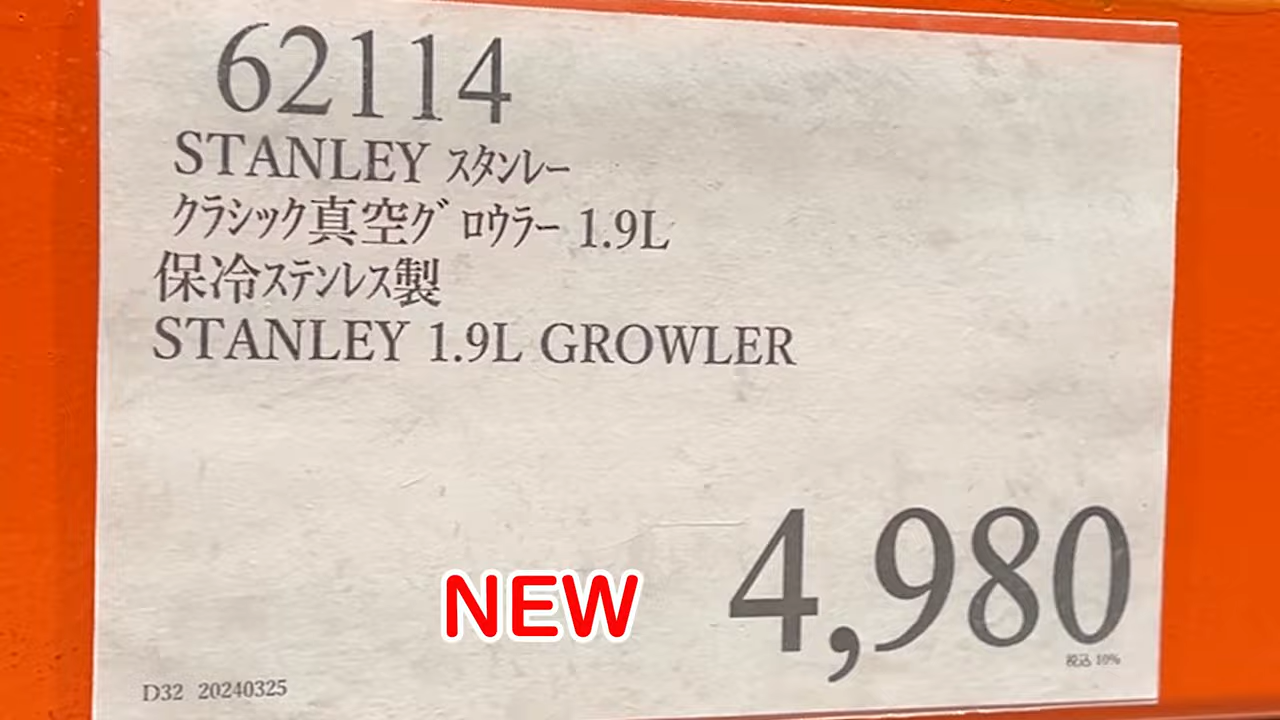 62114
STANLEY ｽﾀﾝﾚｰ
ｸﾗｼｯｸ真空ｸﾞﾛｳﾗｰ 1.9L
保冷ｽﾃﾝﾚｽ製
STANLEY 1.9L GROWLER
NEW
4,980
税込 10%
D32 20240325